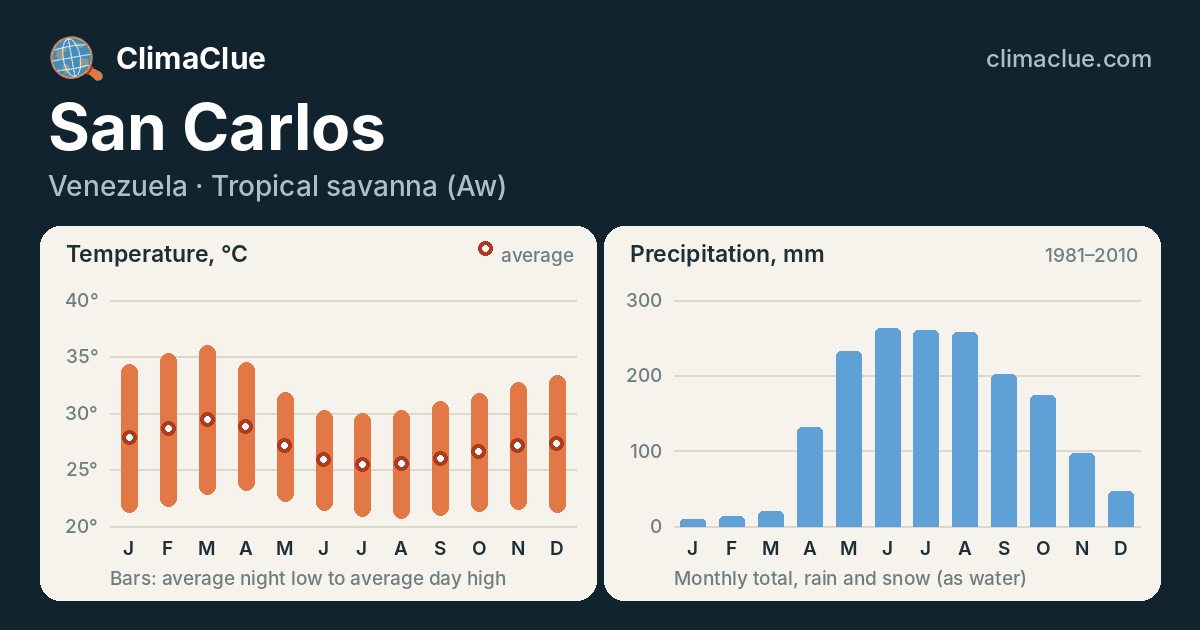 ClimaClue
climaclue.com
San Carlos
Venezuela · Tropical savanna (Aw)
Temperature, °C
average
40°
35°
30°
25°
20°
J F M A M J J A S O N D
Bars: average night low to average day high
Precipitation, mm
1981–2010
300
200
100
0
J F M A M J J A S O N D
Monthly total, rain and snow (as water)